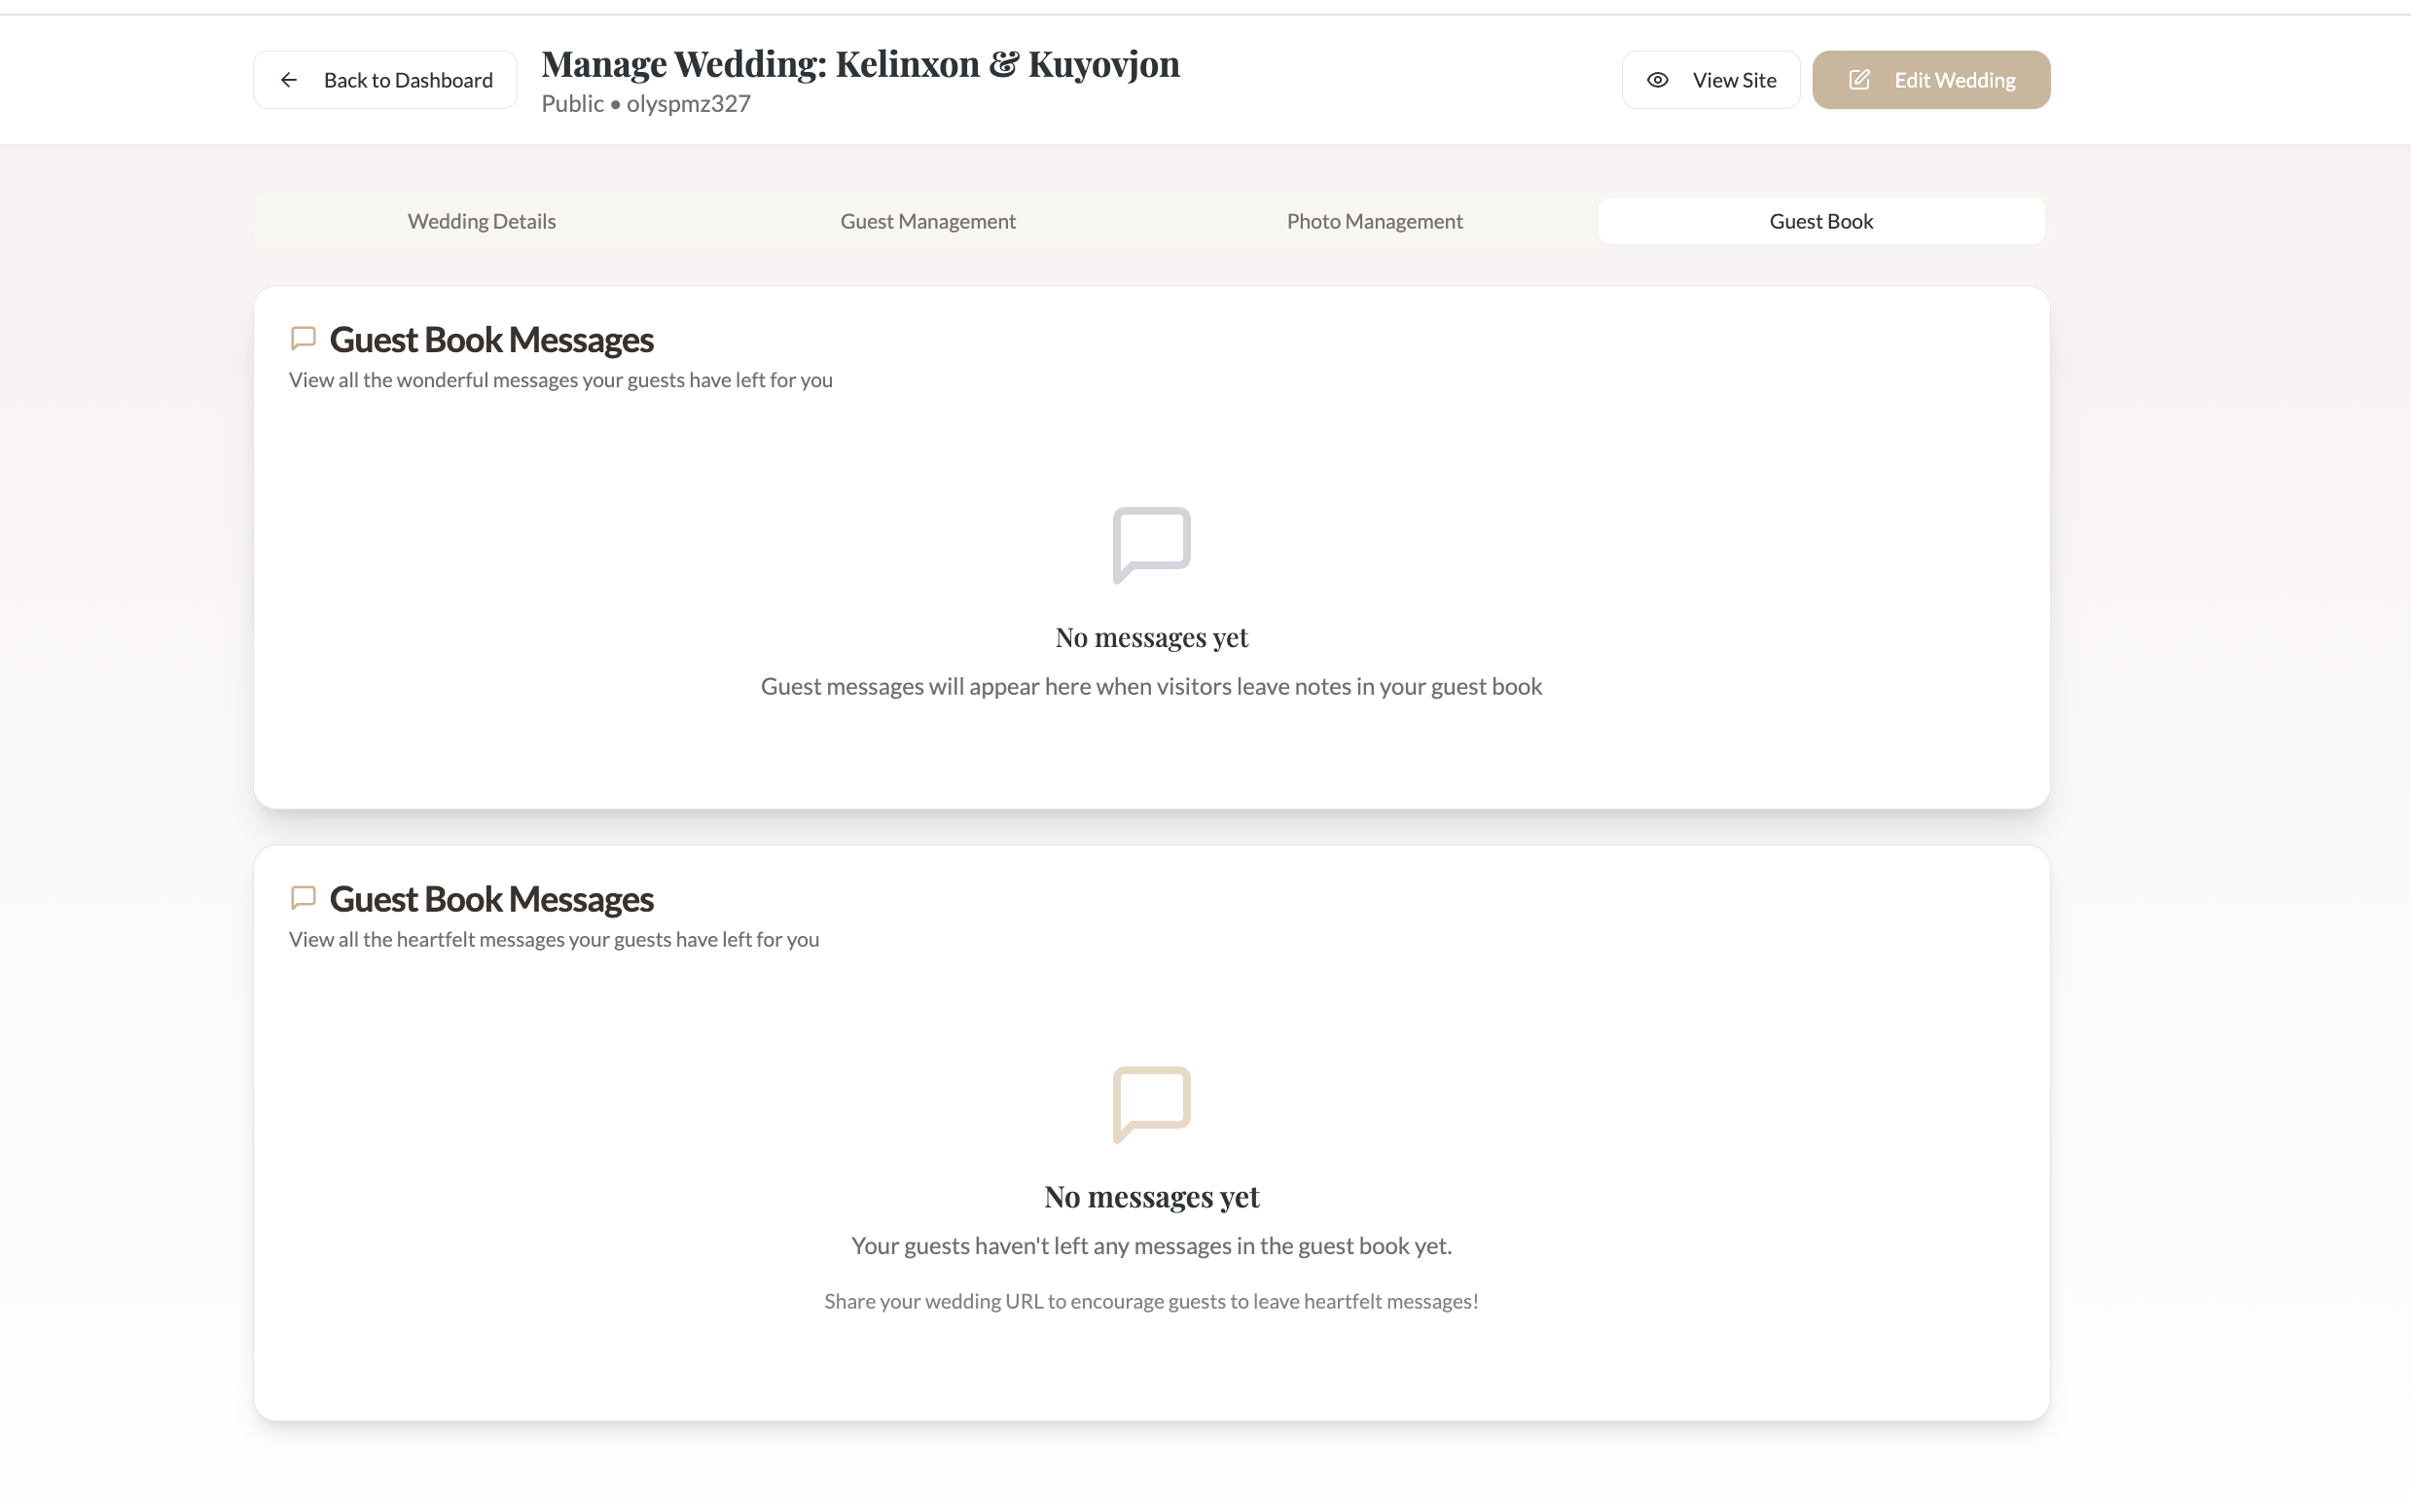 Back to Dashboard
Manage Wedding: Kelinxon & Kuyovjon
Public • olyspmz327
View Site
Edit Wedding
Wedding Details
Guest Management
Photo Management
Guest Book
Guest Book Messages
View all the wonderful messages your guests have left for you
No messages yet
Guest messages will appear here when visitors leave notes in your guest book
Guest Book Messages
View all the heartfelt messages your guests have left for you
No messages yet
Your guests haven't left any messages in the guest book yet.
Share your wedding URL to encourage guests to leave heartfelt messages!